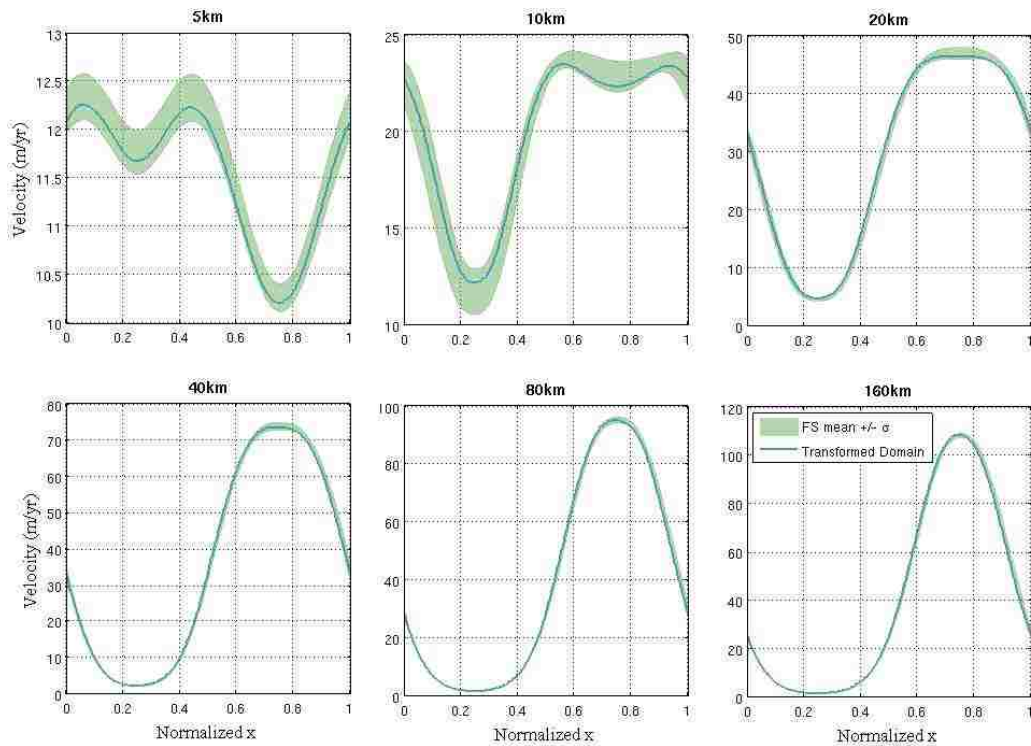 5km
10km
20km
13
12.5
12
11.5
11
10.5
10
25
20
15
10
50
40
30
20
10
0
Velocity (m/yr)
0 0.2 0.4 0.6 0.8 1
0 0.2 0.4 0.6 0.8 1
0 0.2 0.4 0.6 0.8 1
40km
80km
160km
80
70
60
50
40
30
20
10
0
100
80
60
40
20
0
120
100
80
60
40
20
0
FS mean +/- σ
Transformed Domain
Velocity (m/yr)
0 0.2 0.4 0.6 0.8 1
0 0.2 0.4 0.6 0.8 1
0 0.2 0.4 0.6 0.8 1
Normalized x
Normalized x
Normalized x